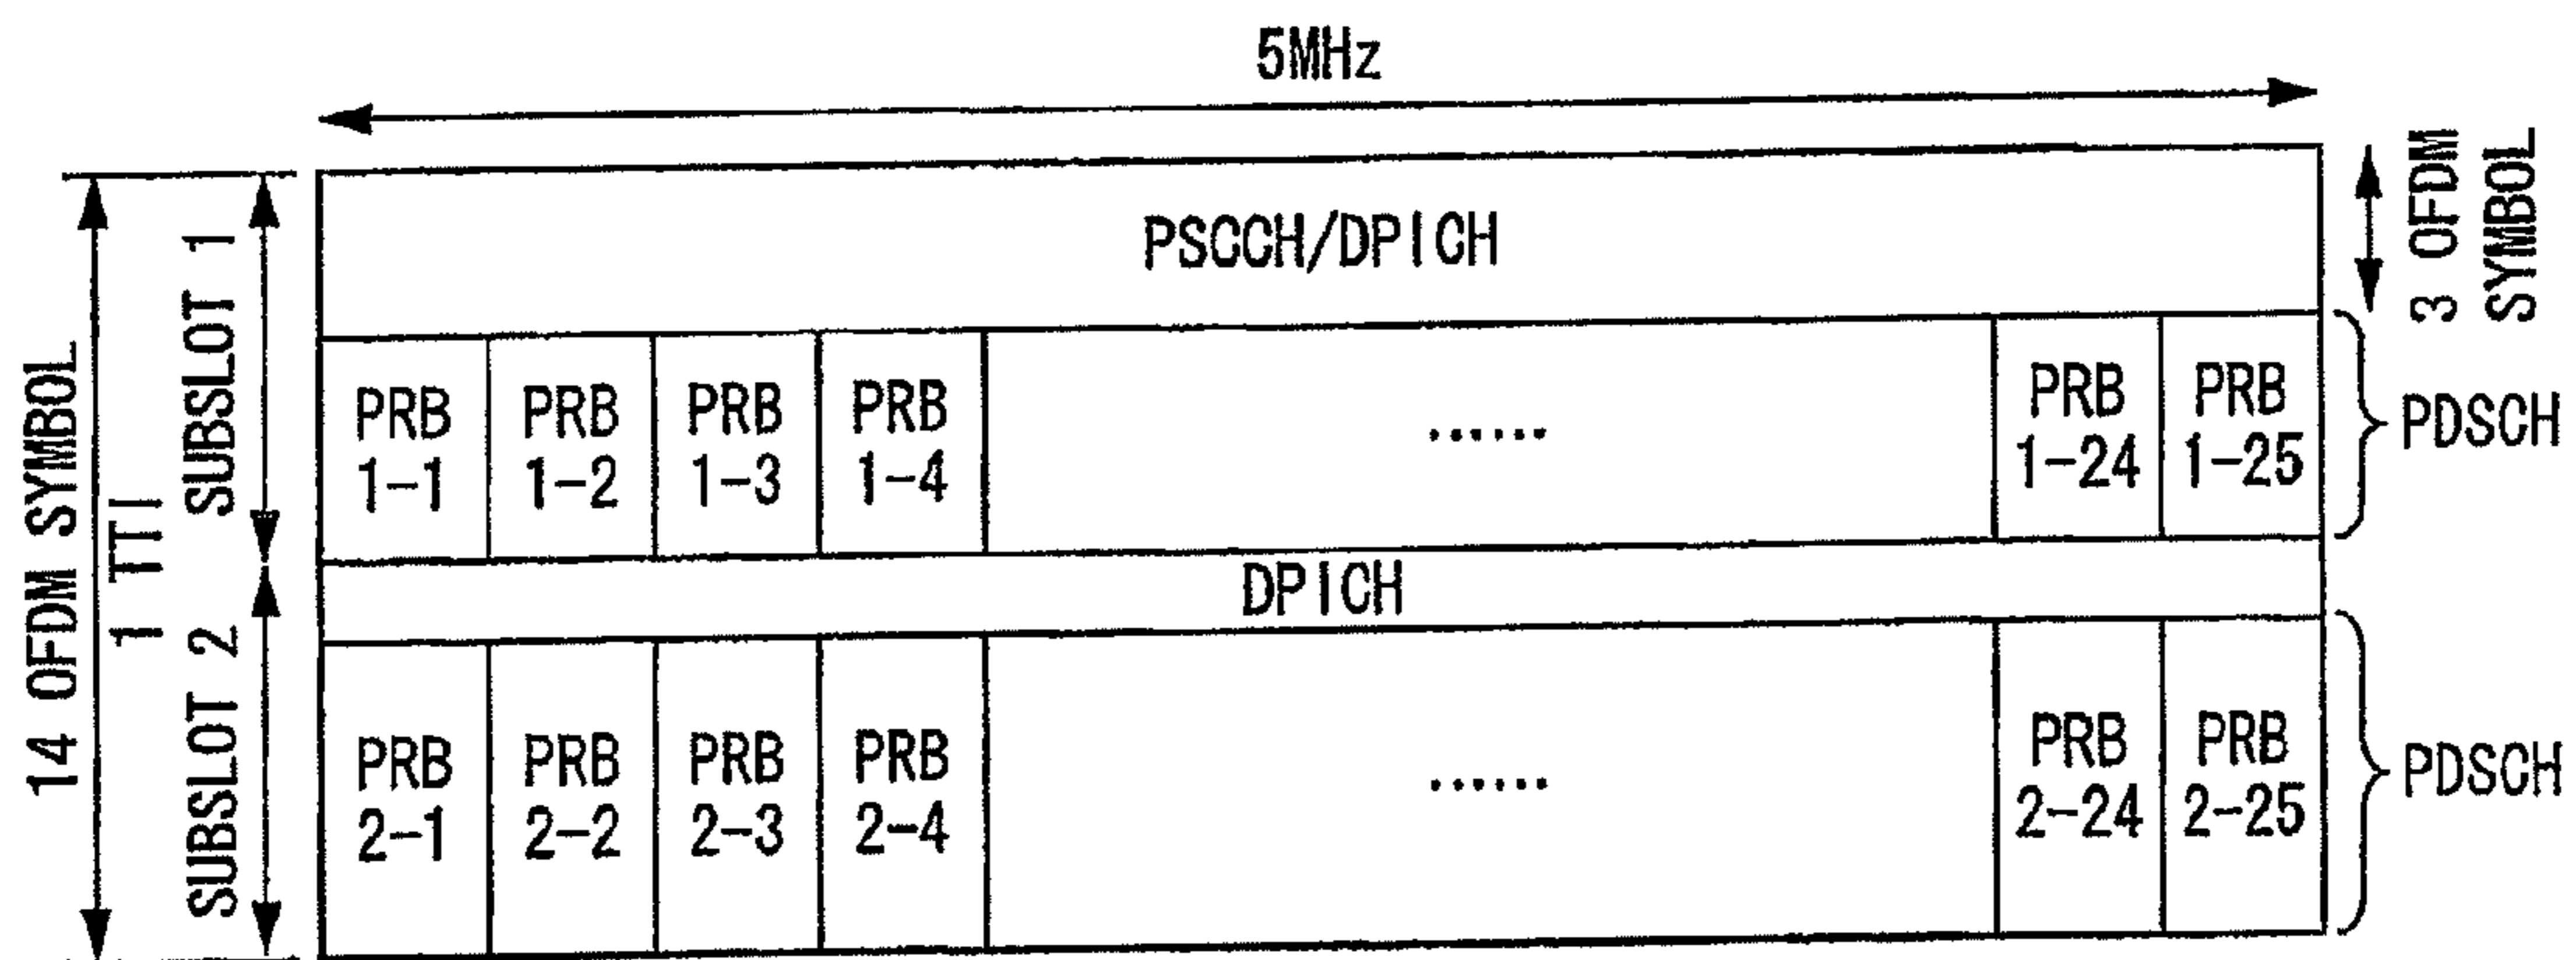 5MHz
14 OFDM SYMBOL
1 TTI
SUBSLOT 1
SUBSLOT 2
PSCCH/DPICH
3 OFDM
SYMBOL
PRB
1-1
PRB
1-2
PRB
1-3
PRB
1-4
......
PRB
1-24
PRB
1-25
PDSCH
DPICH
PRB
2-1
PRB
2-2
PRB
2-3
PRB
2-4
......
PRB
2-24
PRB
2-25
PDSCH